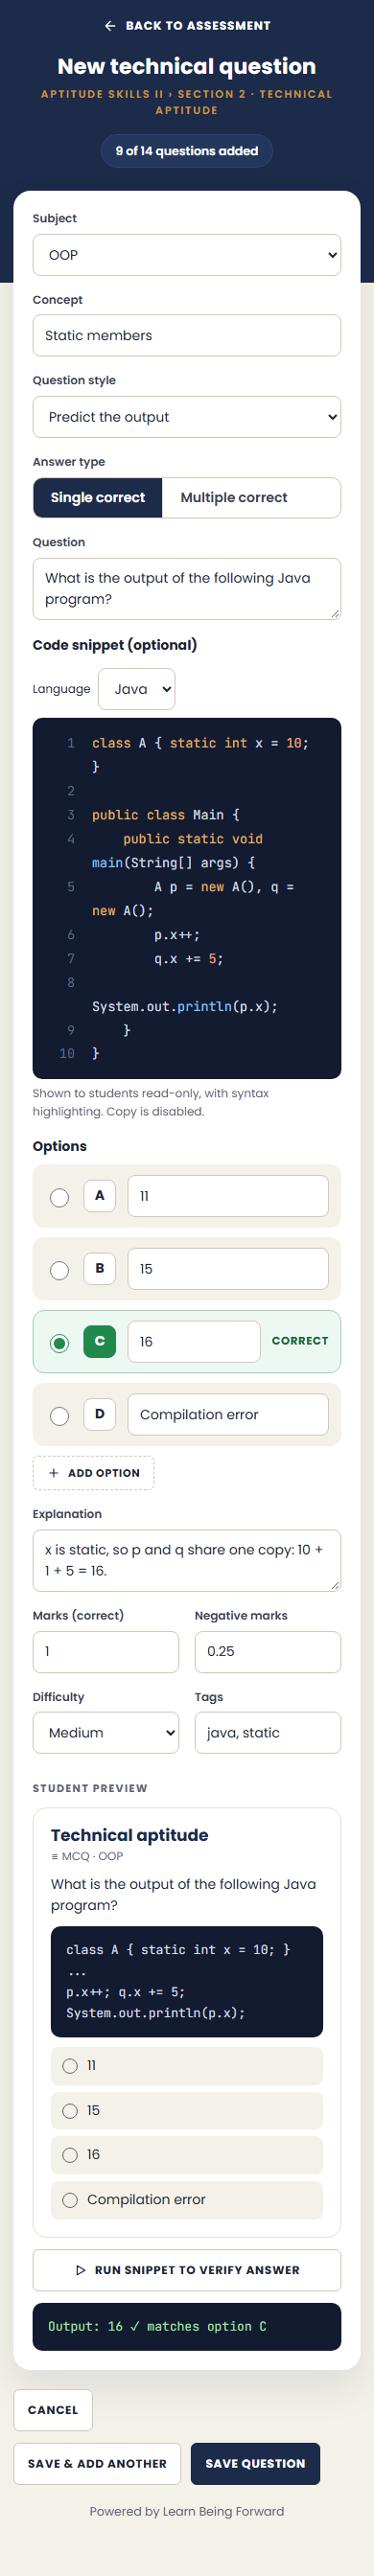 ← BACK TO ASSESSMENT
New technical question
APTITUDE SKILLS II › SECTION 2 · TECHNICAL
APTITUDE
9 of 14 questions added
Subject
OOP
Concept
Static members
Question style
Predict the output
Answer type
Single correct Multiple correct
Question
What is the output of the following Java
program?
Code snippet (optional)
Language Java
1 class A { static int x = 10;
}
2
3 public class Main {
4     public static void
main(String[] args) {
5         A p = new A(), q =
new A();
6         p.x++;
7         q.x += 5;
8
System.out.println(p.x);
9     }
10 }
Shown to students read-only, with syntax
highlighting. Copy is disabled.
Options
A 11
B 15
C 16 CORRECT
D Compilation error
+ ADD OPTION
Explanation
x is static, so p and q share one copy: 10 +
1 + 5 = 16.
Marks (correct) Negative marks
1 0.25
Difficulty Tags
Medium java, static
STUDENT PREVIEW
Technical aptitude
≡ MCQ · OOP
What is the output of the following Java
program?
class A { static int x = 10; }
...
p.x++; q.x += 5;
System.out.println(p.x);
11
15
16
Compilation error
▷ RUN SNIPPET TO VERIFY ANSWER
Output: 16 ✓ matches option C
CANCEL
SAVE & ADD ANOTHER SAVE QUESTION
Powered by Learn Being Forward